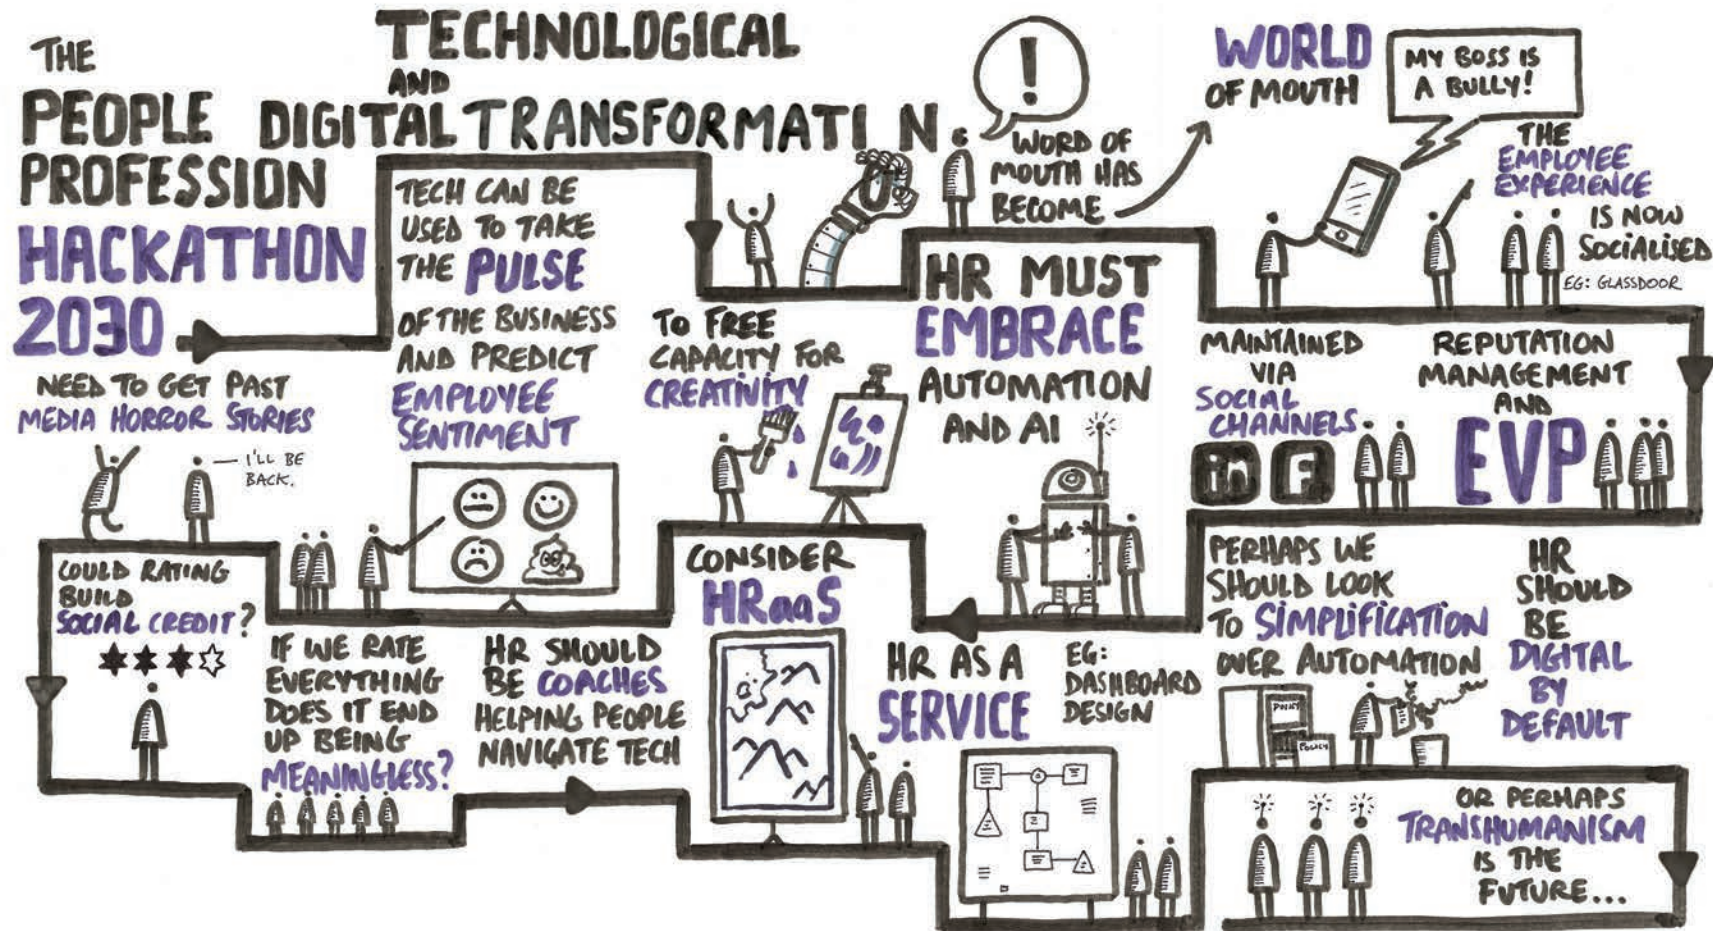 THE
PEOPLE
PROFESSION
HACKATHON
2030
TECHNOLOGICAL
AND
DIGITAL TRANSFORMATI N
NEED TO GET PAST
MEDIA HORROR STORIES
I'LL BE
BACK.
TECH CAN BE
USED TO TAKE
THE PULSE
OF THE BUSINESS
AND PREDICT
EMPLOYEE
SENTIMENT
TO FREE
CAPACITY FOR
CREATIVITY
HR MUST
EMBRACE
AUTOMATION
AND AI
!
WORD OF
MOUTH HAS
BECOME
WORLD
OF MOUTH
MY BOSS IS
A BULLY!
THE
EMPLOYEE
EXPERIENCE
IS NOW
SOCIALISED
EG: GLASSDOOR
MAINTAINED
VIA
SOCIAL
CHANNELS
in F
REPUTATION
MANAGEMENT
AND
EVP
COULD RATING
BUILD
SOCIAL CREDIT?
IF WE RATE
EVERYTHING
DOES IT END
UP BEING
MEANINGLESS?
HR SHOULD
BE COACHES
HELPING PEOPLE
NAVIGATE TECH
CONSIDER
HRaaS
HR AS A
SERVICE
EG:
DASHBOARD
DESIGN
PERHAPS WE
SHOULD LOOK
TO SIMPLIFICATION
OVER AUTOMATION
POLICY
POLICY
HR
SHOULD
BE
DIGITAL
BY
DEFAULT
OR PERHAPS
TRANSHUMANISM
IS THE
FUTURE...